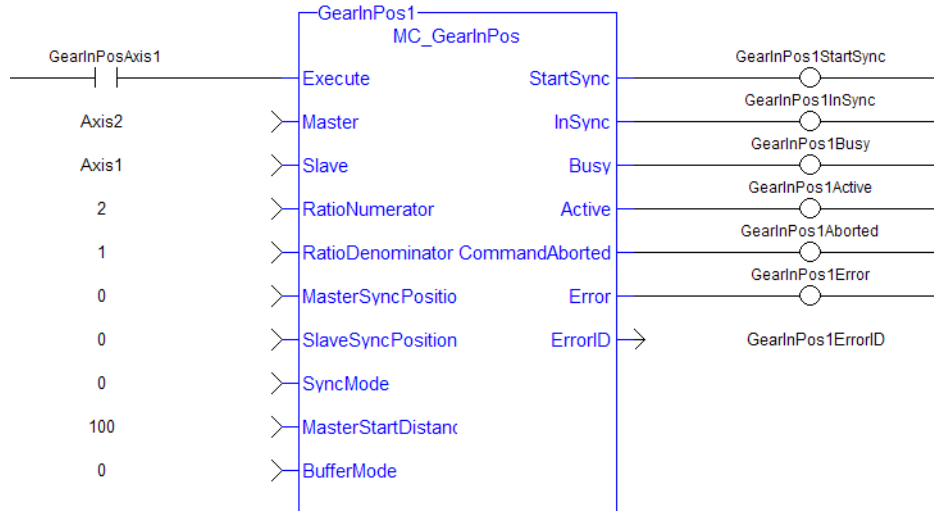 GearInPos1
MC_GearInPos
GearInPosAxis1
Execute
StartSync
GearInPos1StartSync
Axis2
Master
InSync
GearInPos1InSync
Axis1
Slave
Busy
GearInPos1Busy
2
RatioNumerator
Active
GearInPos1Active
1
RatioDenominator
CommandAborted
GearInPos1Aborted
0
MasterSyncPositio
Error
GearInPos1Error
0
SlaveSyncPosition
ErrorID
GearInPos1ErrorID
0
SyncMode
100
MasterStartDistanc
0
BufferMode